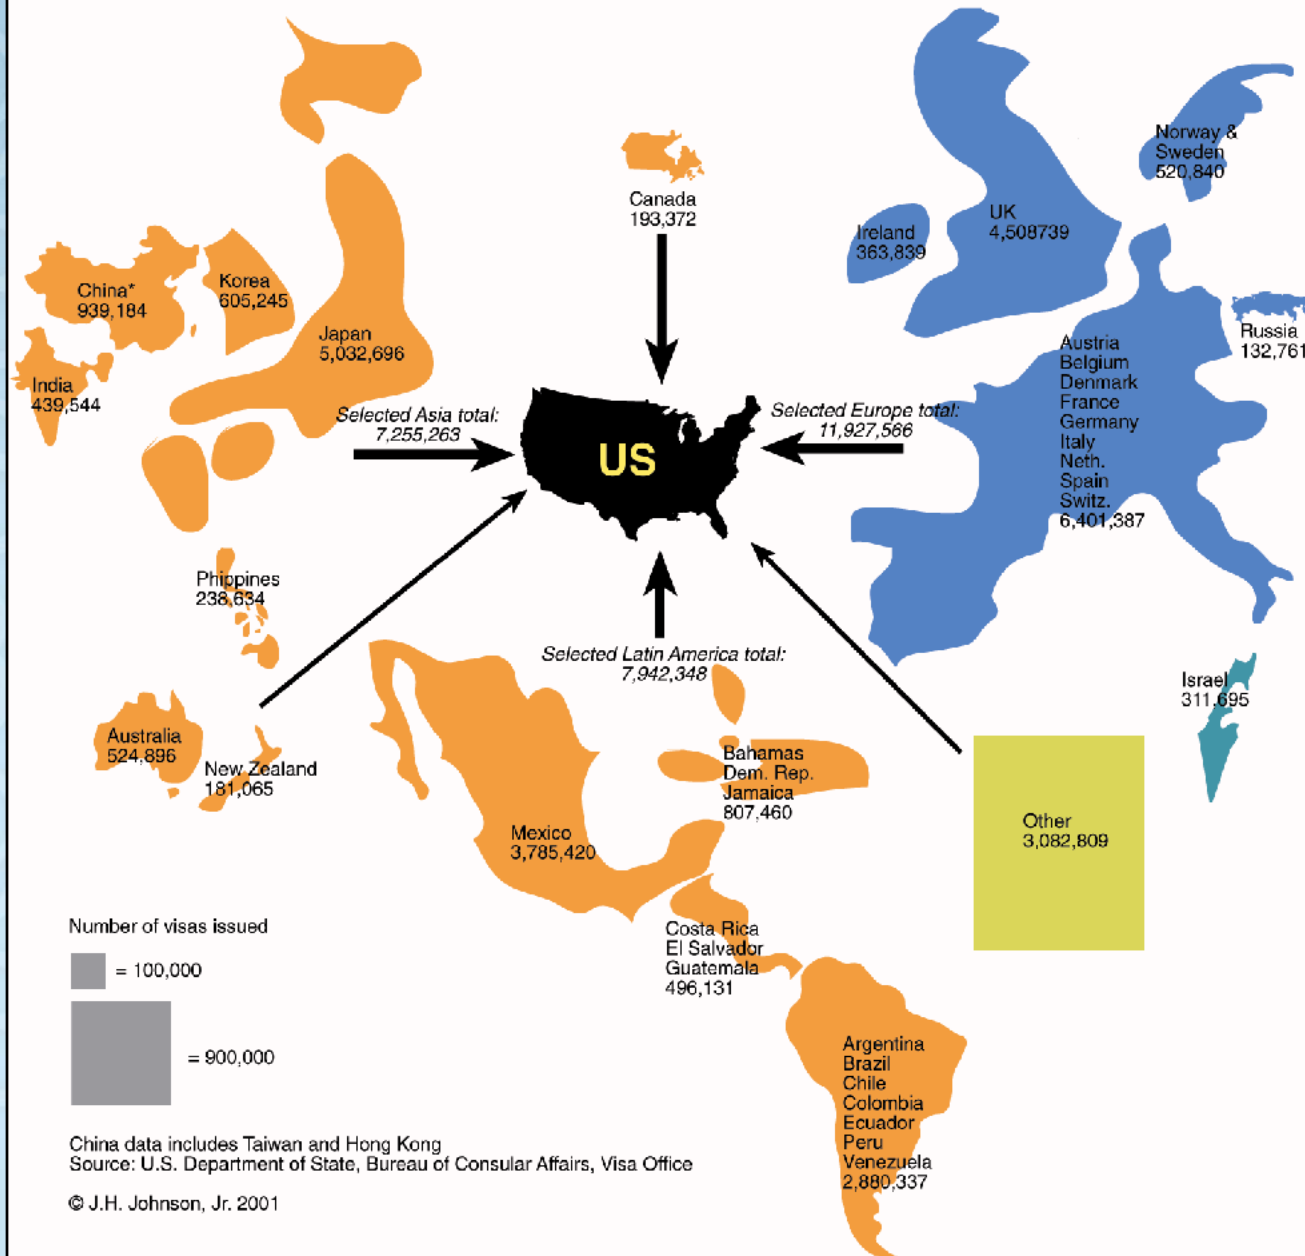 Canada
193,372
Norway &
Sweden
520,840
UK
4,508739
Ireland
363,839
China*
939,184
Korea
605,245
Japan
5,032,696
India
439,544
Russia
132,761
Austria
Belgium
Denmark
France
Germany
Italy
Neth.
Spain
Switz.
6,401,387
Selected Asia total:
7,255,263
US
Selected Europe total:
11,927,566
Phippines
238,634
Selected Latin America total:
7,942,348
Israel
311,695
Australia
524,896
New Zealand
181,065
Bahamas
Dem. Rep.
Jamaica
807,460
Mexico
3,785,420
Other
3,082,809
Costa Rica
El Salvador
Guatemala
496,131
Argentina
Brazil
Chile
Colombia
Ecuador
Peru
Venezuela
2,880,337
Number of visas issued
= 100,000
= 900,000
China data includes Taiwan and Hong Kong
Source: U.S. Department of State, Bureau of Consular Affairs, Visa Office
© J.H. Johnson, Jr. 2001